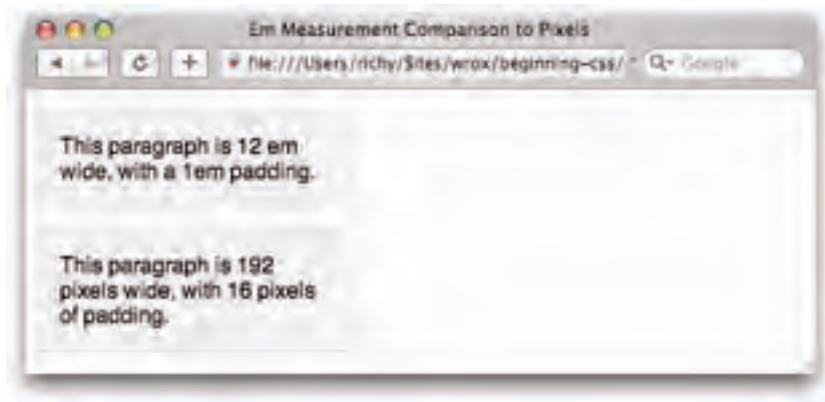 Em Measurement Comparison to Pixels
file:///Users/richy/Sites/wrox/beginning-css/ Google
This paragraph is 12 em
wide, with a 1em padding.
This paragraph is 192
pixels wide, with 16 pixels
of padding.